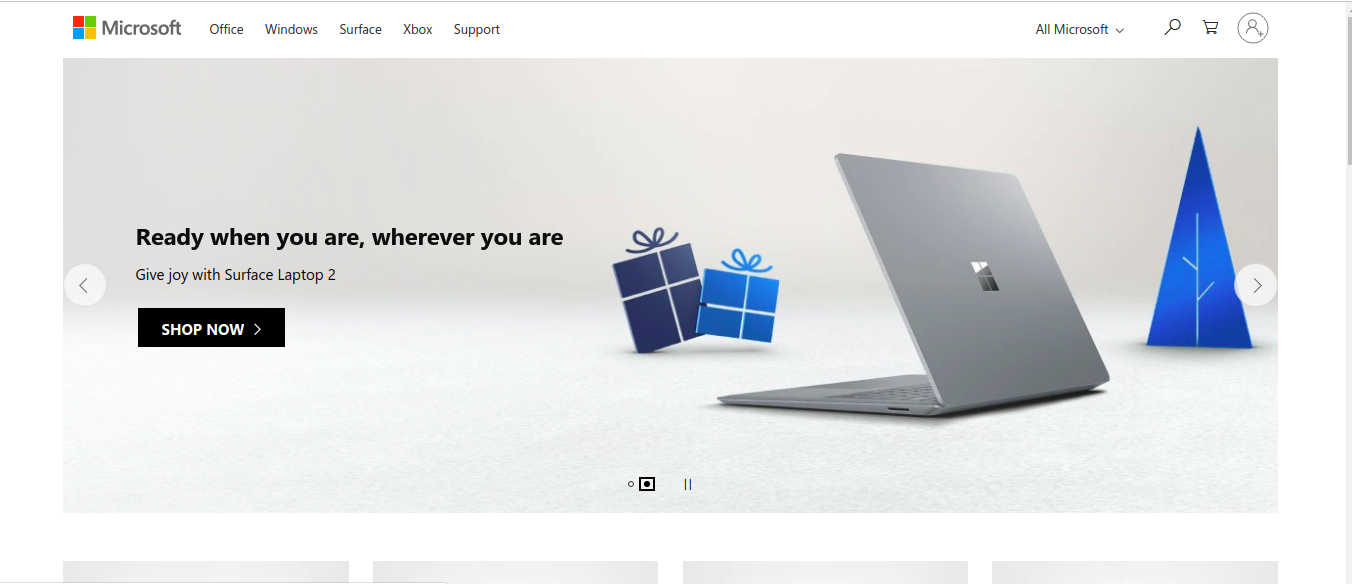 Microsoft
Office Windows Surface Xbox Support
All Microsoft
Ready when you are, wherever you are
Give joy with Surface Laptop 2
SHOP NOW